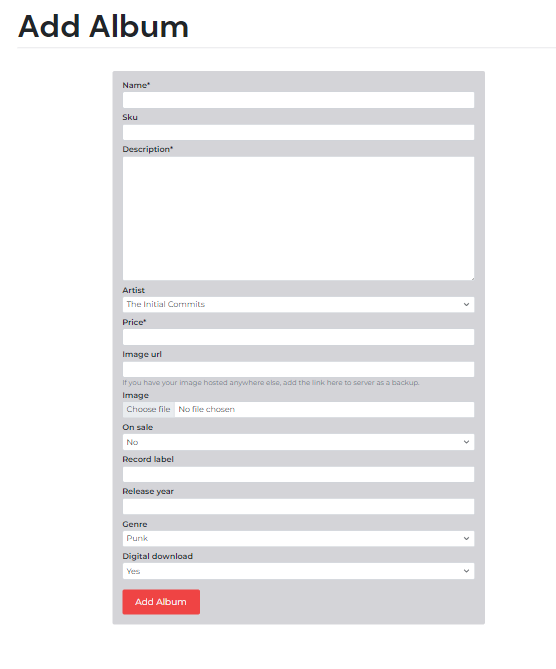 Add Album
Name*
Sku
Description*
Artist
The Initial Commits
Price*
Image url
If you have your image hosted anywhere else, add the link here to server as a backup.
Image
Choose file No file chosen
On sale
No
Record label
Release year
Genre
Punk
Digital download
Yes
Add Album